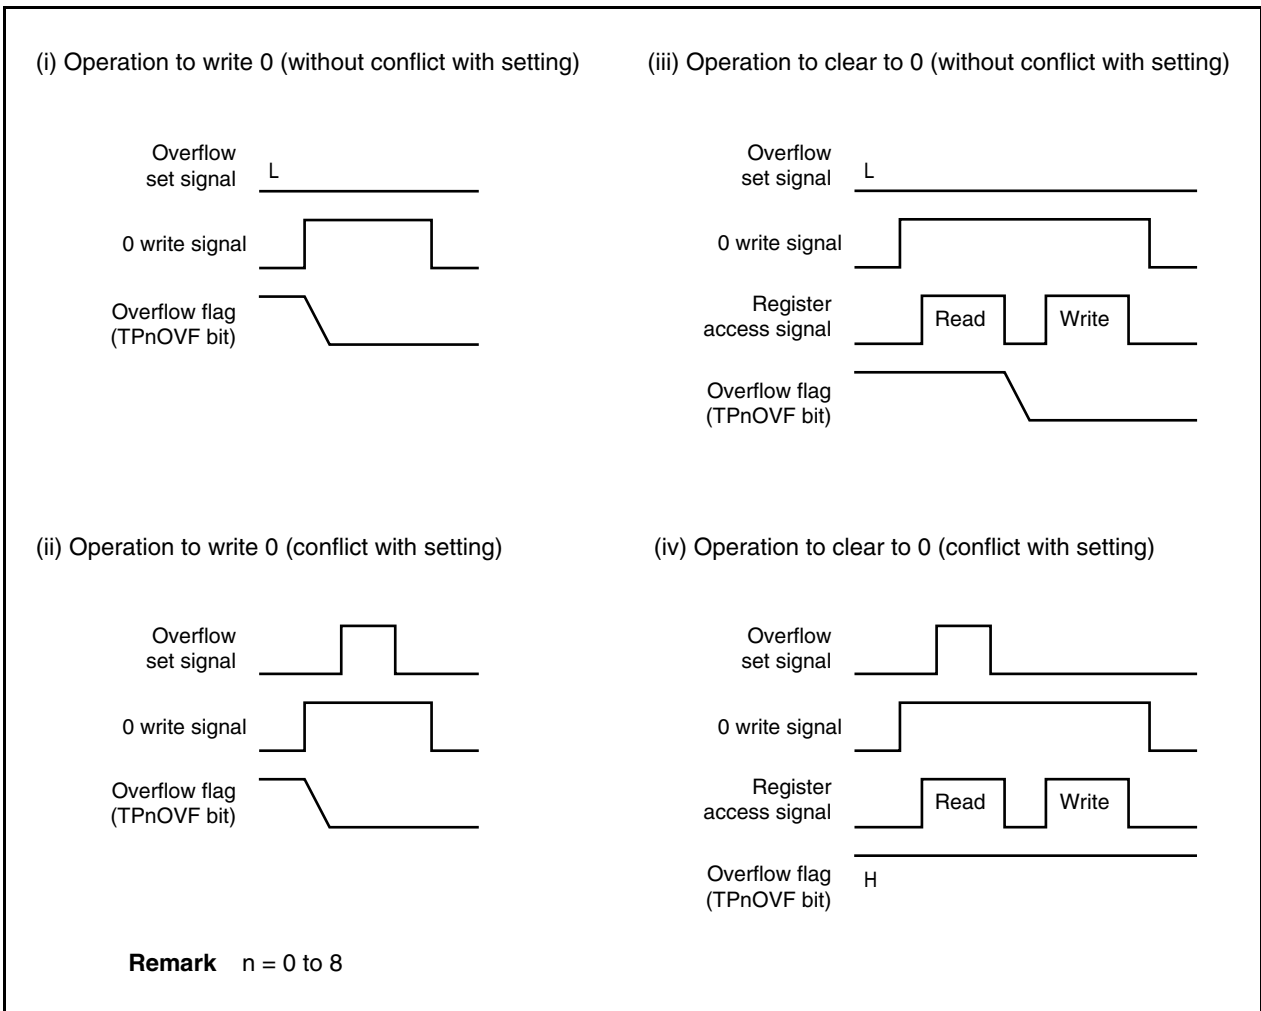 (i) Operation to write 0 (without conflict with setting)
Overflow
set signal
L
0 write signal
Overflow flag
(TPnOVF bit)
(iii) Operation to clear to 0 (without conflict with setting)
Overflow
set signal
L
0 write signal
Register
access signal
Read
Write
Overflow flag
(TPnOVF bit)
(ii) Operation to write 0 (conflict with setting)
Overflow
set signal
0 write signal
Overflow flag
(TPnOVF bit)
(iv) Operation to clear to 0 (conflict with setting)
Overflow
set signal
0 write signal
Register
access signal
Read
Write
Overflow flag
(TPnOVF bit)
H
Remark n = 0 to 8